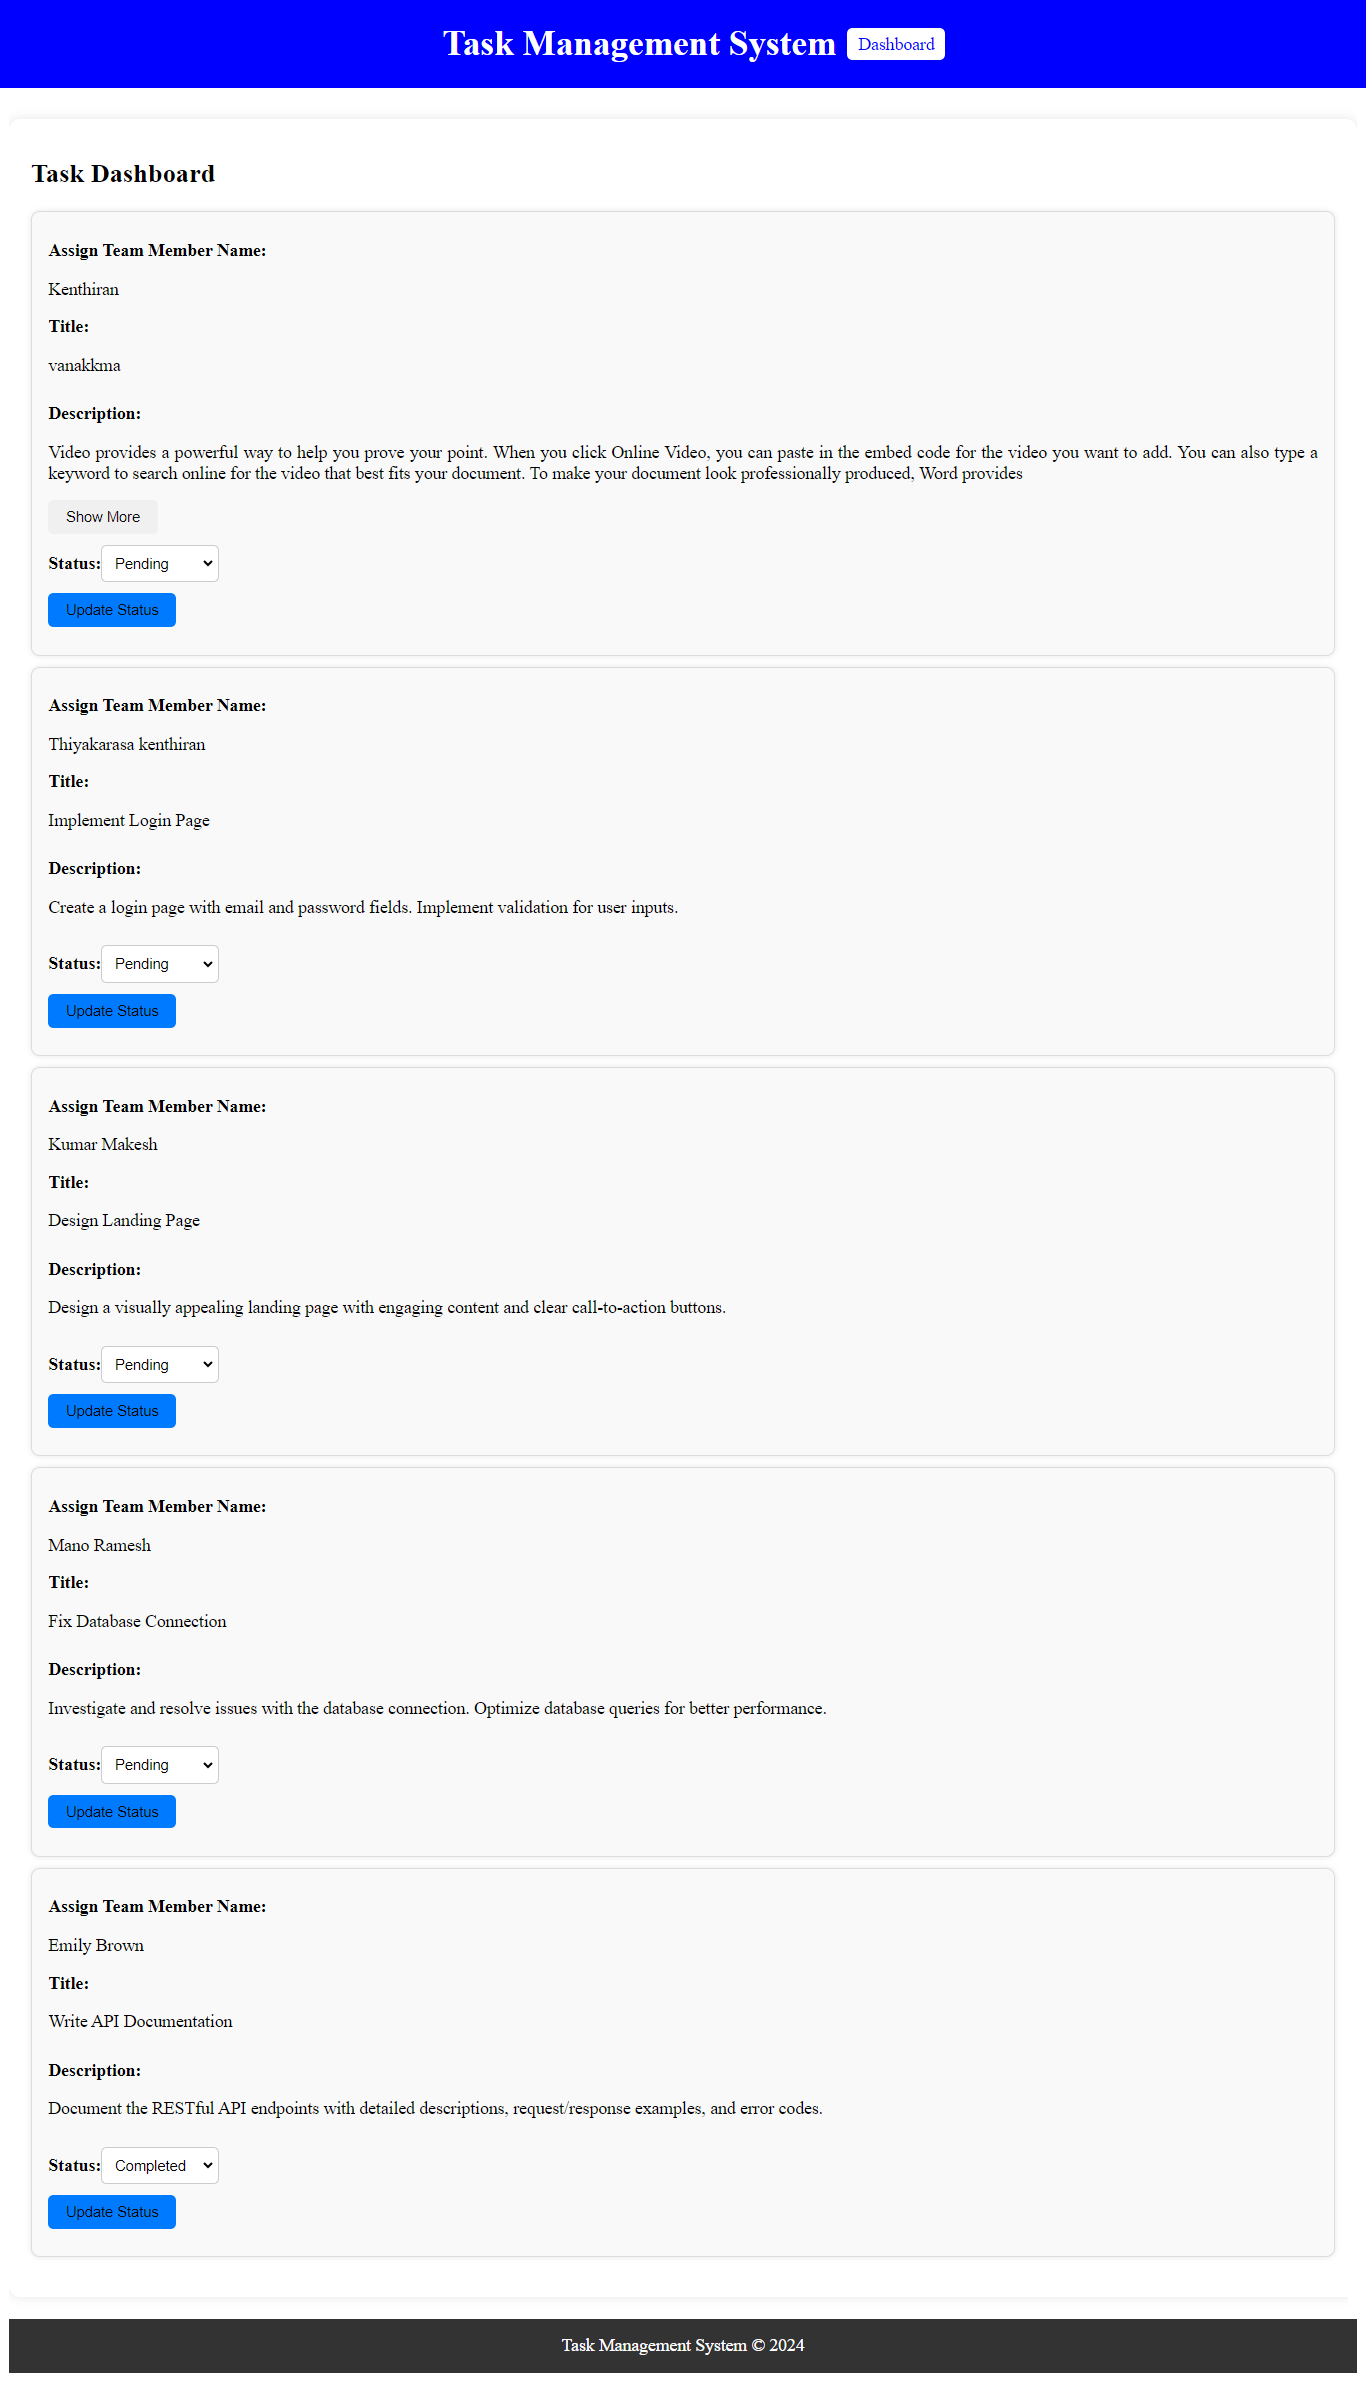 Task Management System Dashboard
Task Dashboard
Assign Team Member Name:
Kenthiran
Title:
vanakkma
Description:
Video provides a powerful way to help you prove your point. When you click Online Video, you can paste in the embed code for the video you want to add. You can also type a
keyword to search online for the video that best fits your document. To make your document look professionally produced, Word provides
Show More
Status: Pending
Update Status
Assign Team Member Name:
Thiyakarasa kenthiran
Title:
Implement Login Page
Description:
Create a login page with email and password fields. Implement validation for user inputs.
Status: Pending
Update Status
Assign Team Member Name:
Kumar Makesh
Title:
Design Landing Page
Description:
Design a visually appealing landing page with engaging content and clear call-to-action buttons.
Status: Pending
Update Status
Assign Team Member Name:
Mano Ramesh
Title:
Fix Database Connection
Description:
Investigate and resolve issues with the database connection. Optimize database queries for better performance.
Status: Pending
Update Status
Assign Team Member Name:
Emily Brown
Title:
Write API Documentation
Description:
Document the RESTful API endpoints with detailed descriptions, request/response examples, and error codes.
Status: Completed
Update Status
Task Management System © 2024